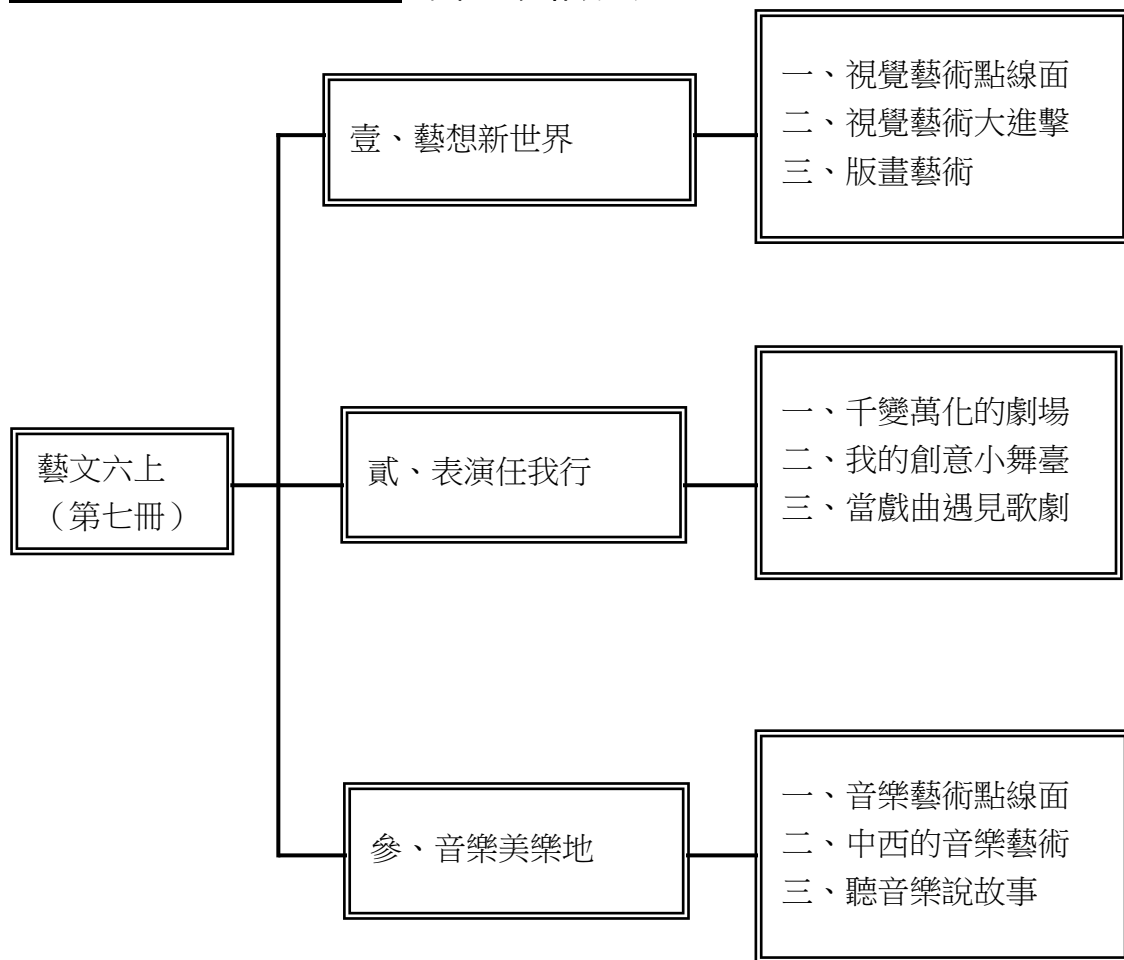 藝文六上
（第七冊）
壹、藝想新世界
一、視覺藝術點線面
二、視覺藝術大進擊
三、版畫藝術
貳、表演任我行
一、千變萬化的劇場
二、我的創意小舞臺
三、當戲曲遇見歌劇
參、音樂美樂地
一、音樂藝術點線面
二、中西的音樂藝術
三、聽音樂說故事